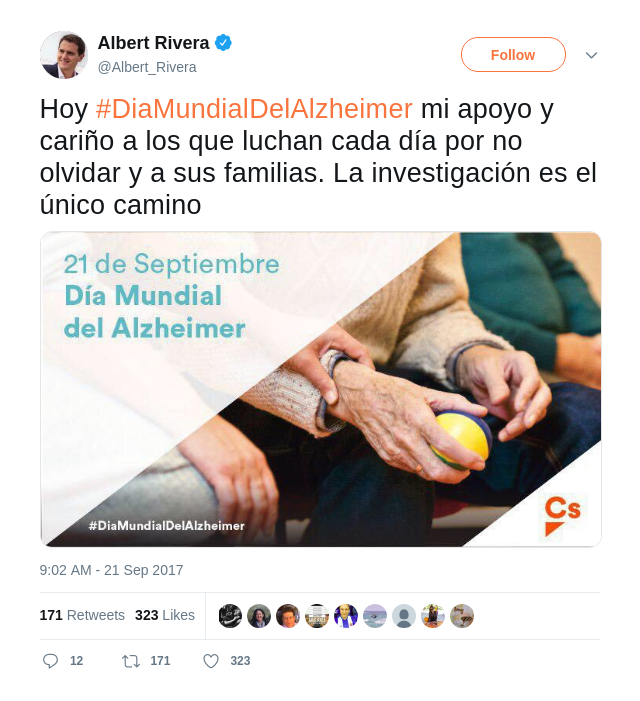 Albert Rivera
@Albert_Rivera
Follow
Hoy #DiaMundialDelAlzheimer mi apoyo y
cariño a los que luchan cada día por no
olvidar y a sus familias. La investigación es el
único camino
21 de Septiembre
Día Mundial
del Alzheimer
#DiaMundialDelAlzheimer
Cs
9:02 AM - 21 Sep 2017
171 Retweets 323 Likes
12 171 323